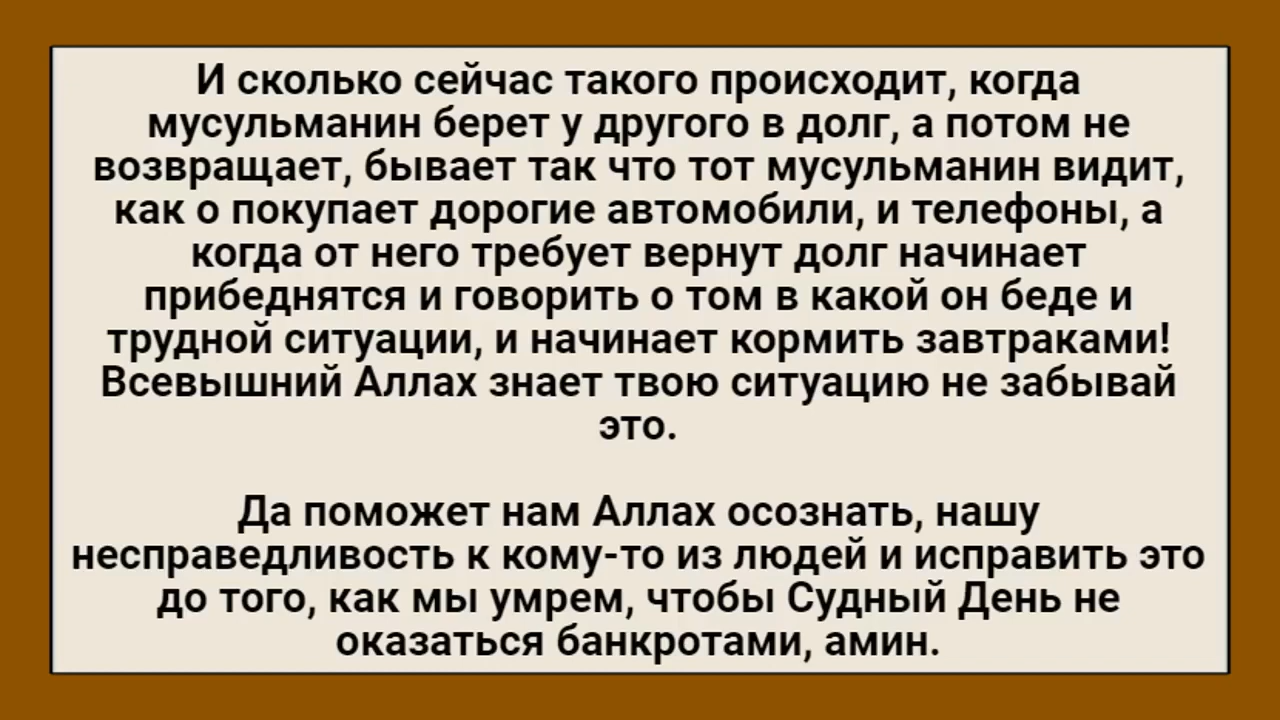 И сколько сейчас такого происходит, когда
мусульманин берет у другого в долг, а потом не
возвращает, бывает так что тот мусульманин видит,
как о покупает дорогие автомобили, и телефоны, а
когда от него требует вернут долг начинает
прибеднятся и говорить о том в какой он беде и
трудной ситуации, и начинает кормить завтраками!
Всевышний Аллах знает твою ситуацию не забывай
это.
Да поможет нам Аллах осознать, нашу
несправедливость к кому-то из людей и исправить это
до того, как мы умрем, чтобы Судный День не
оказаться банкротами, амин.